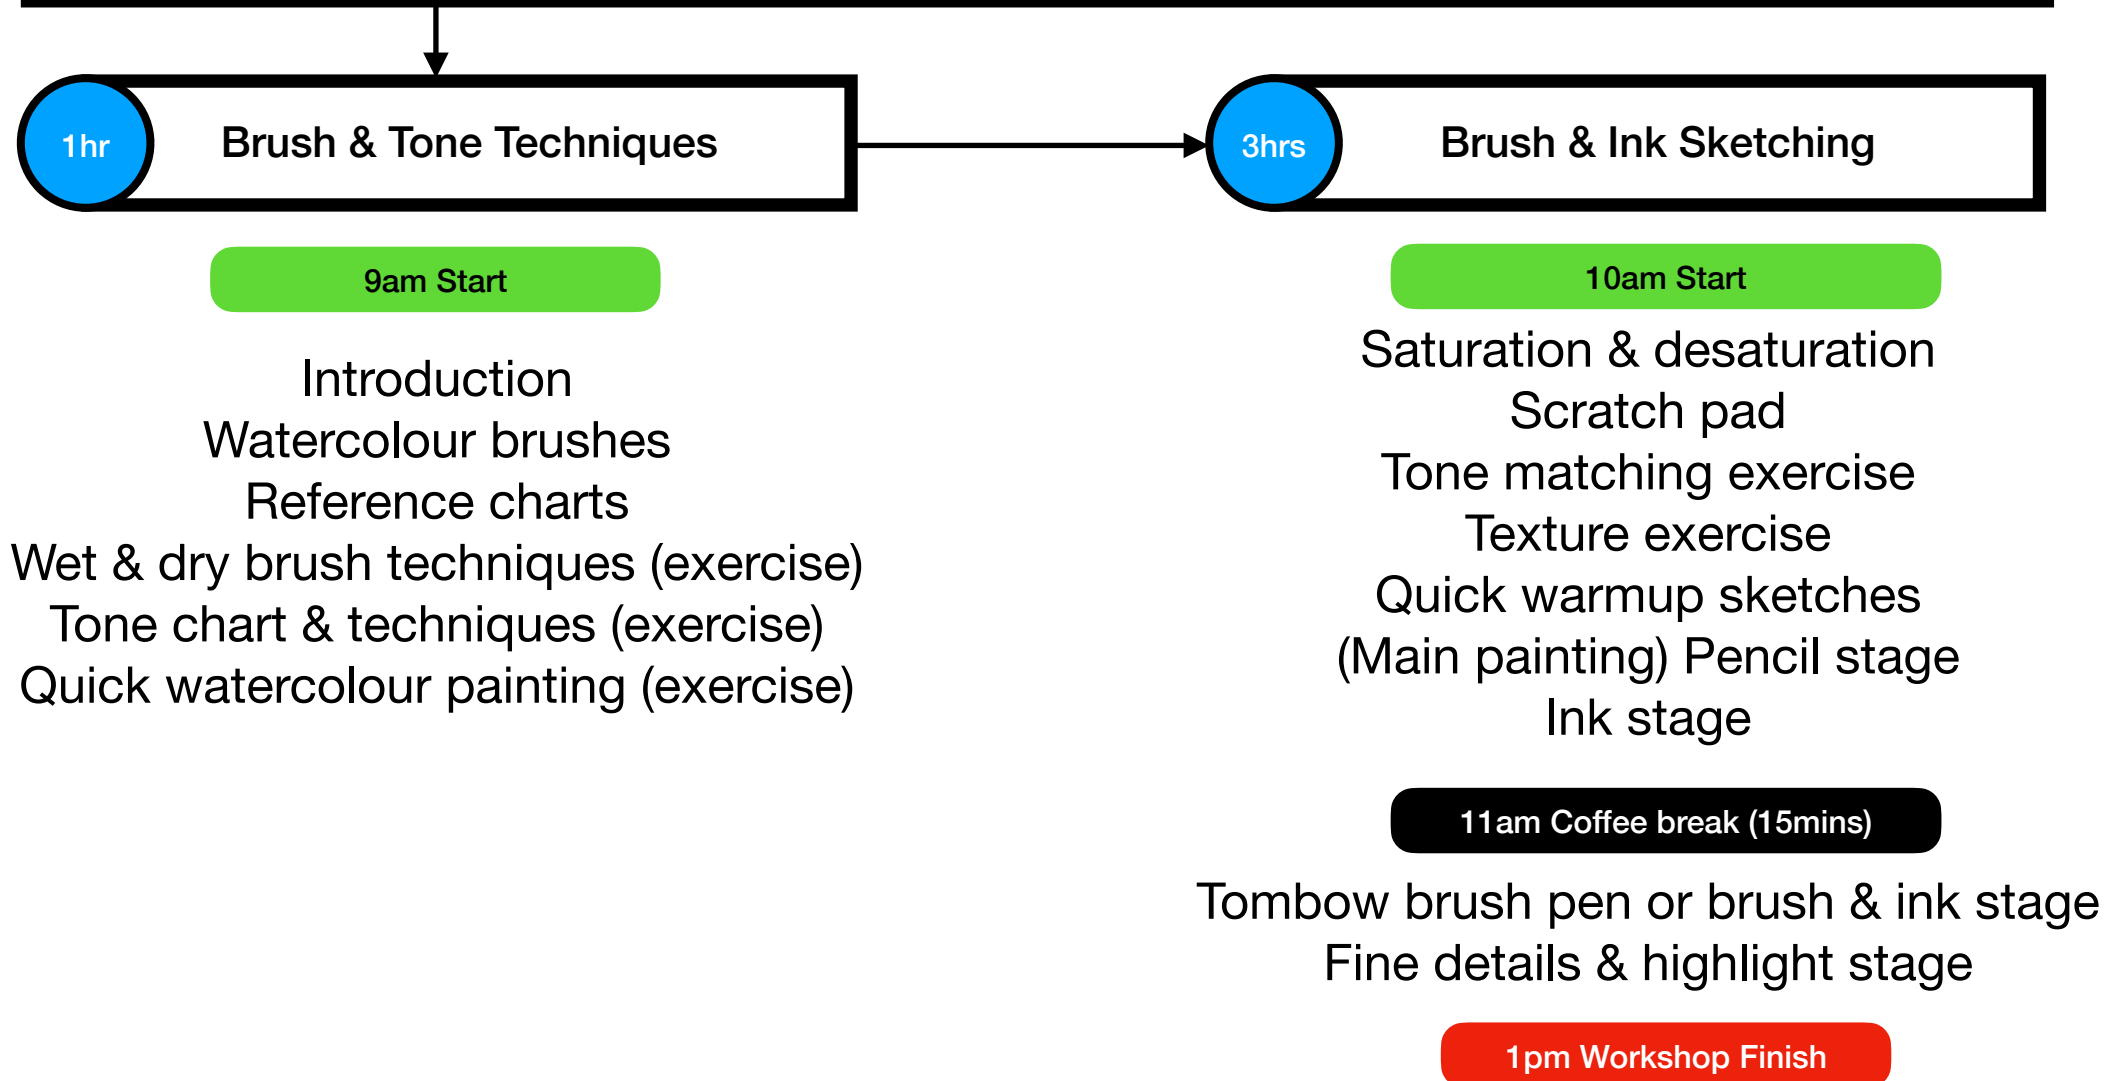 1hr
Brush & Tone Techniques
9am Start
Introduction
Watercolour brushes
Reference charts
Wet & dry brush techniques (exercise)
Tone chart & techniques (exercise)
Quick watercolour painting (exercise)
3hrs
Brush & Ink Sketching
10am Start
Saturation & desaturation
Scratch pad
Tone matching exercise
Texture exercise
Quick warmup sketches
(Main painting) Pencil stage
Ink stage
11am Coffee break (15mins)
Tombow brush pen or brush & ink stage
Fine details & highlight stage
1pm Workshop Finish